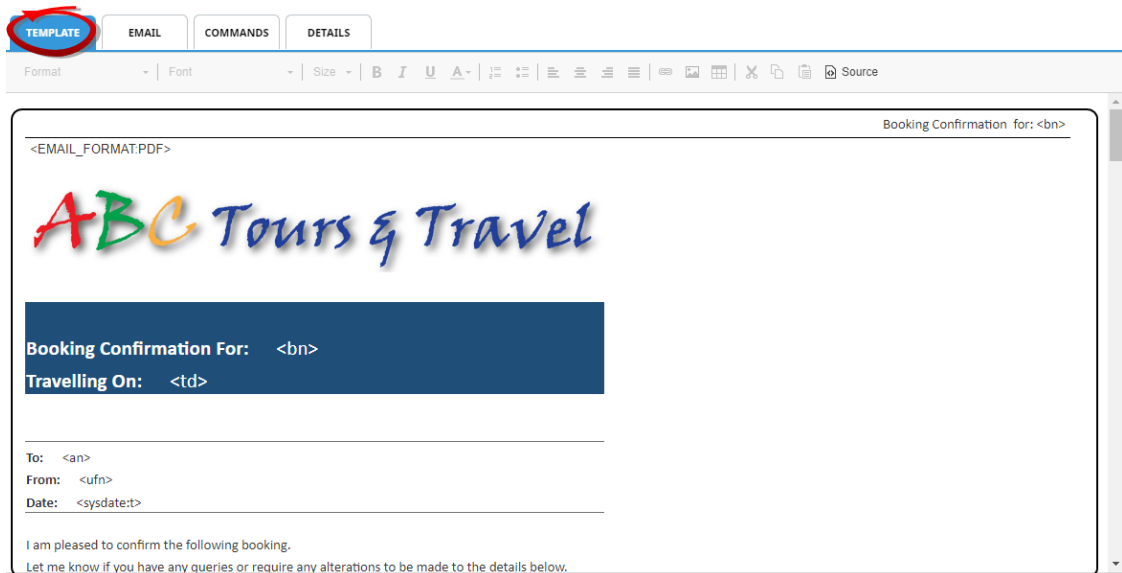 TEMPLATE EMAIL COMMANDS DETAILS
Format Font Size B I U A Source
Booking Confirmation for: <bn>
<EMAIL_FORMAT:PDF>
ABC Tours & Travel
Booking Confirmation For: <bn>
Travelling On: <td>
To: <an>
From: <ufn>
Date: <sysdate:t>
I am pleased to confirm the following booking.
Let me know if you have any queries or require any alterations to be made to the details below.